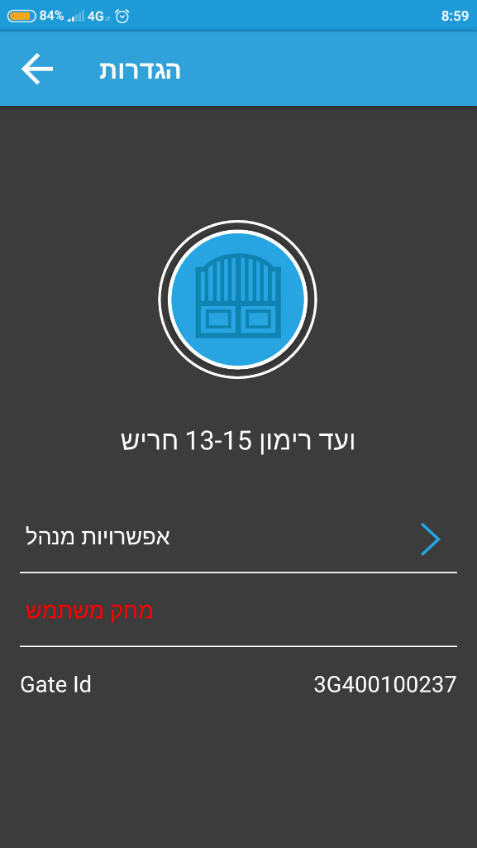 84% 4G 8:59
הגדרות
ועד רימון 13-15 חריש
אפשרויות מנהל
מחק משתמש
Gate Id 3G400100237